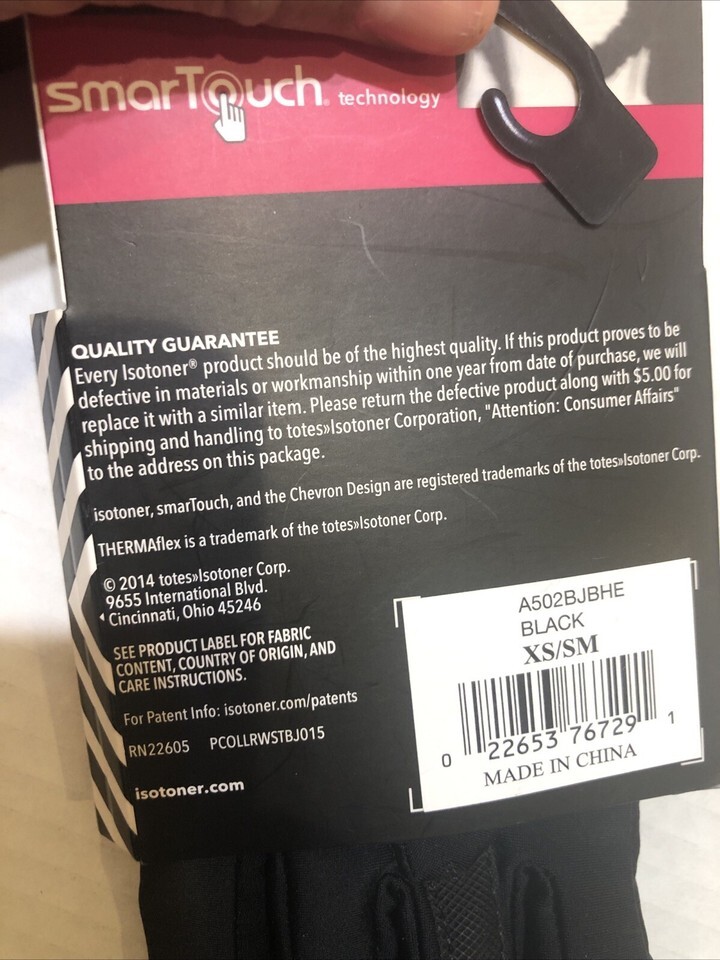 smarTouch® technology
QUALITY GUARANTEE
Every Isotoner® product should be of the highest quality. If this product proves to be
defective in materials or workmanship within one year from date of purchase, we will
replace it with a similar item. Please return the defective product along with $5.00 for
shipping and handling to totes»Isotoner Corporation, "Attention: Consumer Affairs"
to the address on this package.
isotoner, smarTouch, and the Chevron Design are registered trademarks of the totes»Isotoner Corp.
THERMAflex is a trademark of the totes»Isotoner Corp.
© 2014 totes»Isotoner Corp.
9655 International Blvd.
Cincinnati, Ohio 45246
SEE PRODUCT LABEL FOR FABRIC
CONTENT, COUNTRY OF ORIGIN, AND
CARE INSTRUCTIONS.
For Patent Info: isotoner.com/patents
RN22605 PCOLLRWSTBJ015
isotoner.com
A502BJBHE
BLACK
XS/SM
0 22653 76729 1
MADE IN CHINA